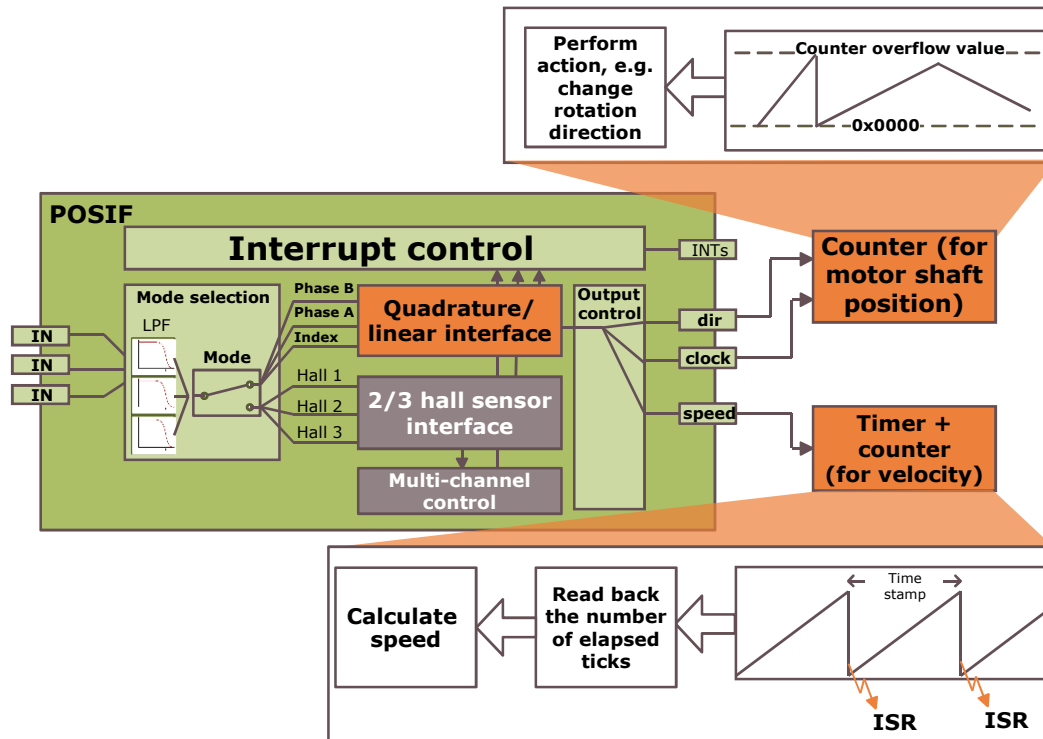 Perform
action, e.g.
change
rotation
direction
Counter overflow value
0x0000
POSIF
Interrupt control
INTs
Mode selection
LPF
Mode
IN
IN
IN
Phase B
Phase A
Index
Hall 1
Hall 2
Hall 3
Quadrature/
linear interface
2/3 hall sensor
interface
Multi-channel
control
Output
control
dir
clock
speed
Counter (for
motor shaft
position)
Timer +
counter
(for velocity)
Calculate
speed
Read back
the number
of elapsed
ticks
Time
stamp
ISR
ISR